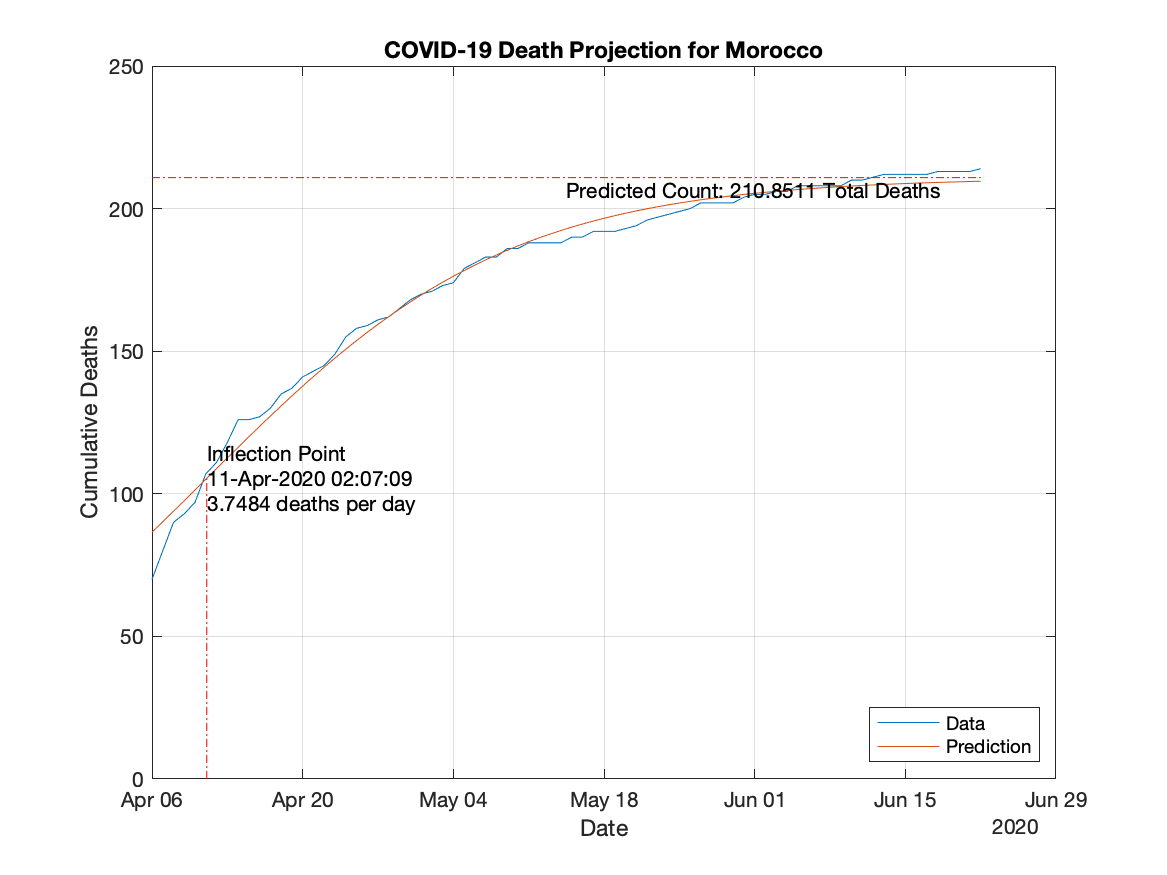 COVID-19 Death Projection for Morocco
250
200
150
100
50
0
Cumulative Deaths
Predicted Count: 210.8511 Total Deaths
Inflection Point
11-Apr-2020 02:07:09
3.7484 deaths per day
Data
Prediction
Apr 06
Apr 20
May 04
May 18
Jun 01
Jun 15
Jun 29
Date
2020